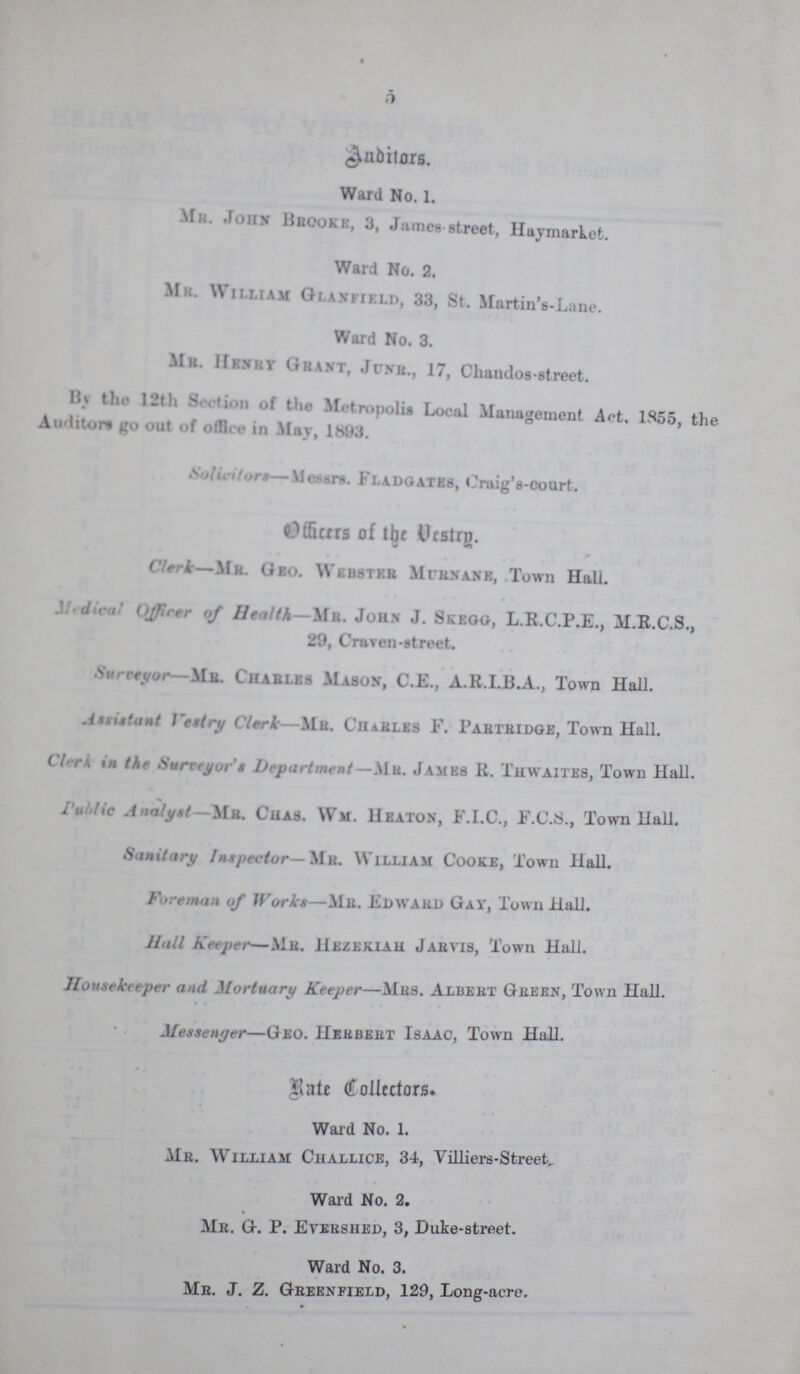 5
Auditors.
Ward No. 1.
Mr. John Brooke, 3, James-street, Haymarket.
Ward No. 2.
Mr. William Glanfield, 33, St. Martin's-Lane.
Ward No. 3.
Mr. Henry Grant, Junr., 17, Chandos-street.
By the 12th Section of the Metropolis Local Management Act, 1855, the
Auditors go out of office in May, 1893.
Solicitors—Messrs. Fladgates, Craig's-court.
Officers of the Vestry.
Clerk—Mr. Geo. Webster Murnane, Town Hall.
Medical Officer of Health—Mr. John J. Skegg, L.R.C.P.E., M.R.C.S.,
29, Craven-street.
Surveyor—Mr. Charles Mason, C.E., A.R.I.B.A., Town Hall.
Assistant Vestry Clerk—Mr. Charles F. Partridge, Town Hall.
Clerk in the Surveyor's Department—Mr. James R. Thwaites, Town Hall.
Public Analyst—Mr. Chas. Wm. Heaton, F.I.C., F.C.S., Town Hall.
Sanitary Inspector—Mr. William Cooke, Town Hall.
Foreman of Works—Mr. Edward Gay, Town Hall.
Hall Keeper—Mr. Hezekiah Jarvis, Town Hall.
Housekeeper and Mortuary Keeper—Mrs. Albert Green, Town Hall.
Messenger—Geo. Herbert Isaac, Town Hall.
Rate Collectors.
Ward No. 1.
Mr. William Challice, 34, Villiers-Street.
Ward No. 2.
Mr. G. P. Evershed, 3, Duke-street.
Ward No. 3.
Mr. J. Z. Greenfield, 129, Long-acre.